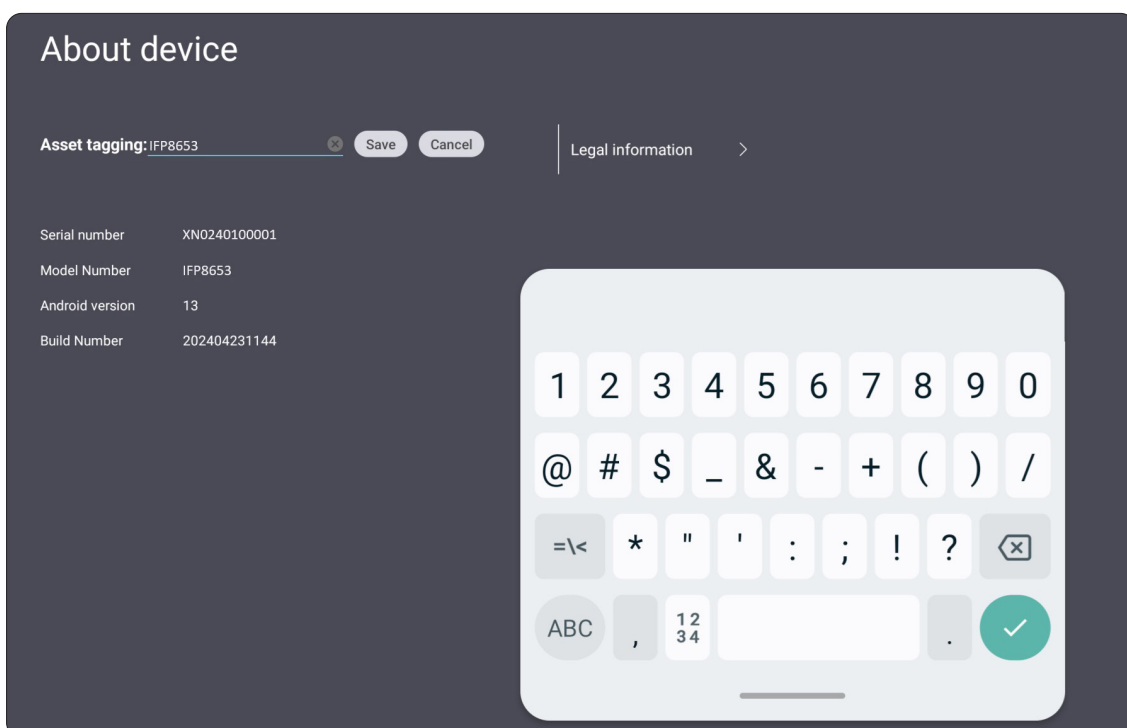 About device
Asset tagging: IFP8653 Save Cancel
Legal information
Serial number XN0240100001
Model Number IFP8653
Android version 13
Build Number 202404231144
1 2 3 4 5 6 7 8 9 0
@ # $ _ & - + ( ) /
=\< * " ' : ; ! ?
ABC , 12 34 .